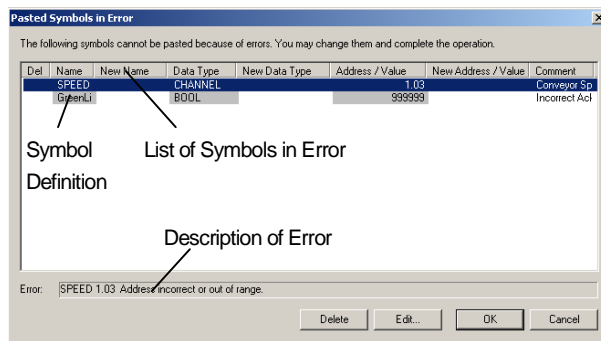 Pasted Symbols in Error
The following symbols cannot be pasted because of errors. You may change them and complete the operation.
Del Name New Name Data Type New Data Type Address / Value New Address / Value Comment
SPEED CHANNEL 1.03 Conveyor Sp
GreenLi BOOL 999999 Incorrect Ack
Symbol Definition
List of Symbols in Error
Description of Error
Error: SPEED 1.03 Address incorrect or out of range.
Delete Edit... OK Cancel